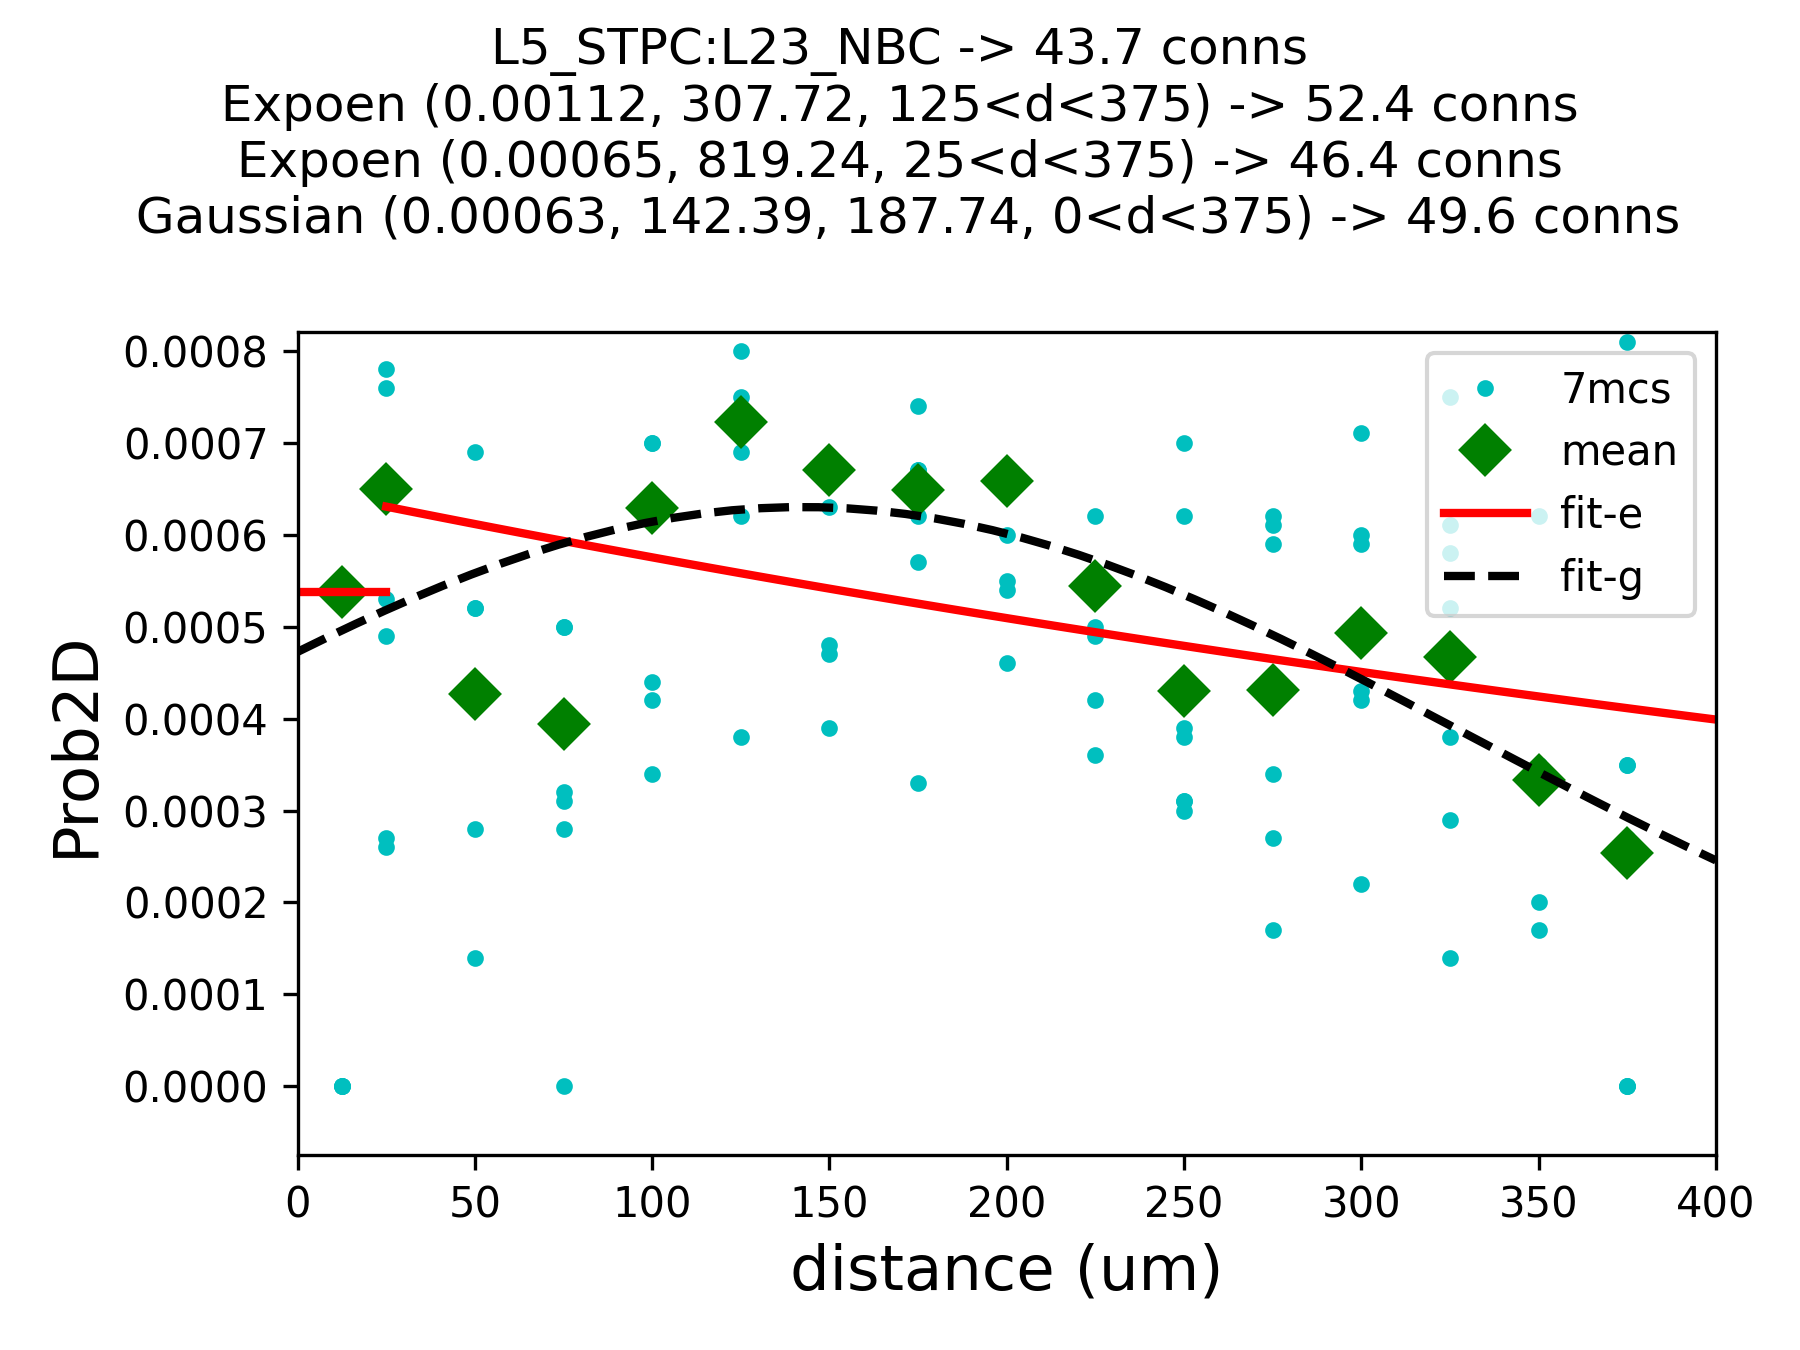 L5_STPC:L23_NBC -> 43.7 conns
Expoen (0.00112, 307.72, 125<d<375) -> 52.4 conns
Expoen (0.00065, 819.24, 25<d<375) -> 46.4 conns
Gaussian (0.00063, 142.39, 187.74, 0<d<375) -> 49.6 conns
0.0008
0.0007
0.0006
0.0005
0.0004
0.0003
0.0002
0.0001
0.0000
Prob2D
7mcs
mean
fit-e
fit-g
0 50 100 150 200 250 300 350 400
distance (um)